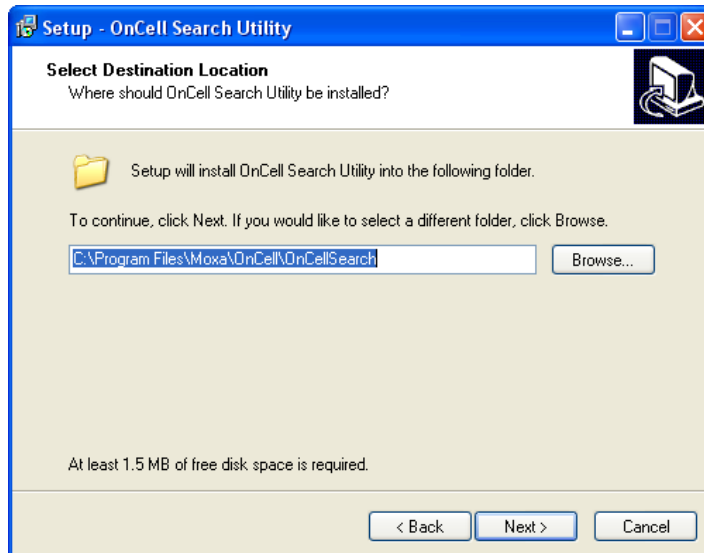 Setup - OnCell Search Utility
Select Destination Location
Where should OnCell Search Utility be installed?
Setup will install OnCell Search Utility into the following folder.
To continue, click Next. If you would like to select a different folder, click Browse.
C:\Program Files\Moxa\OnCell\OnCellSearch
Browse...
At least 1.5 MB of free disk space is required.
< Back Next > Cancel